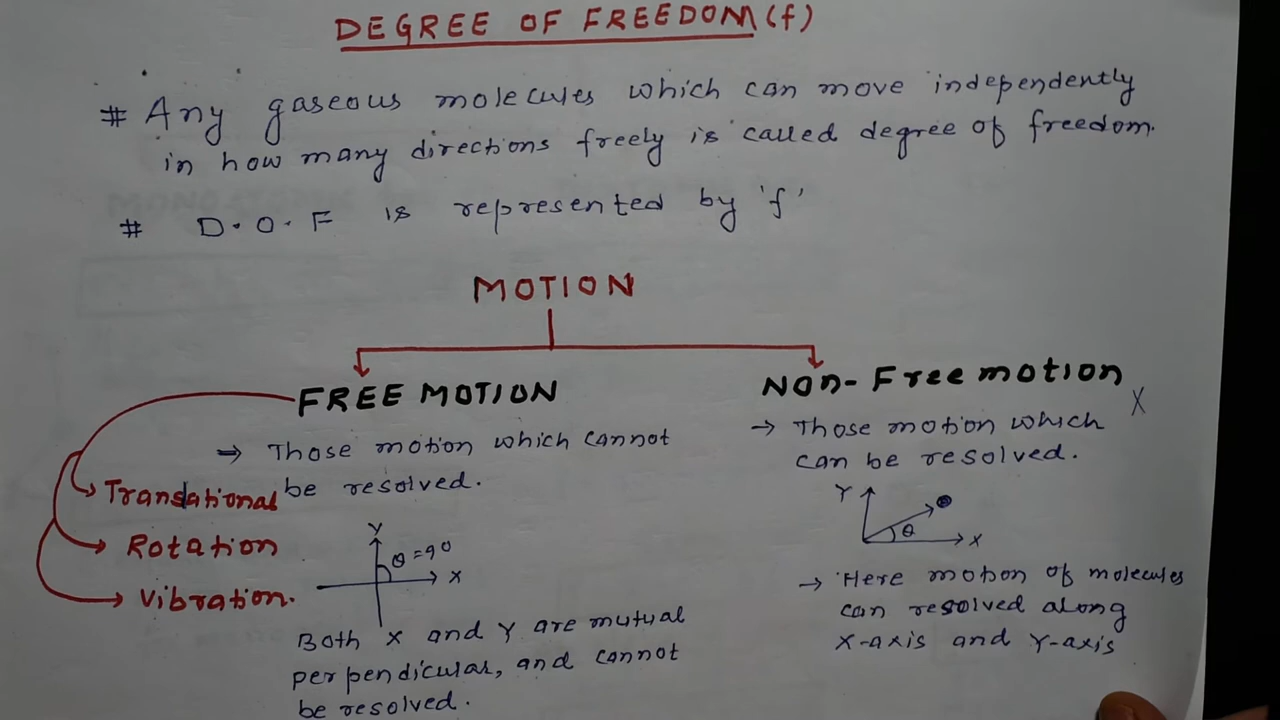 DEGREE OF FREEDOM (f)
# Any gaseous molecules which can move independently
in how many directions freely is called degree of freedom.
# D.O.F is represented by 'f'
MOTION
FREE MOTION
→ Those motion which cannot
be resolved.
Translational
Rotation
Vibration.
Y
θ = 90
X
Both X and Y are mutual
perpendicular, and cannot
be resolved.
Non-Free motion X
→ Those motion which
can be resolved.
Y
θ
X
→ Here motion of molecules
can resolved along
X-axis and Y-axis